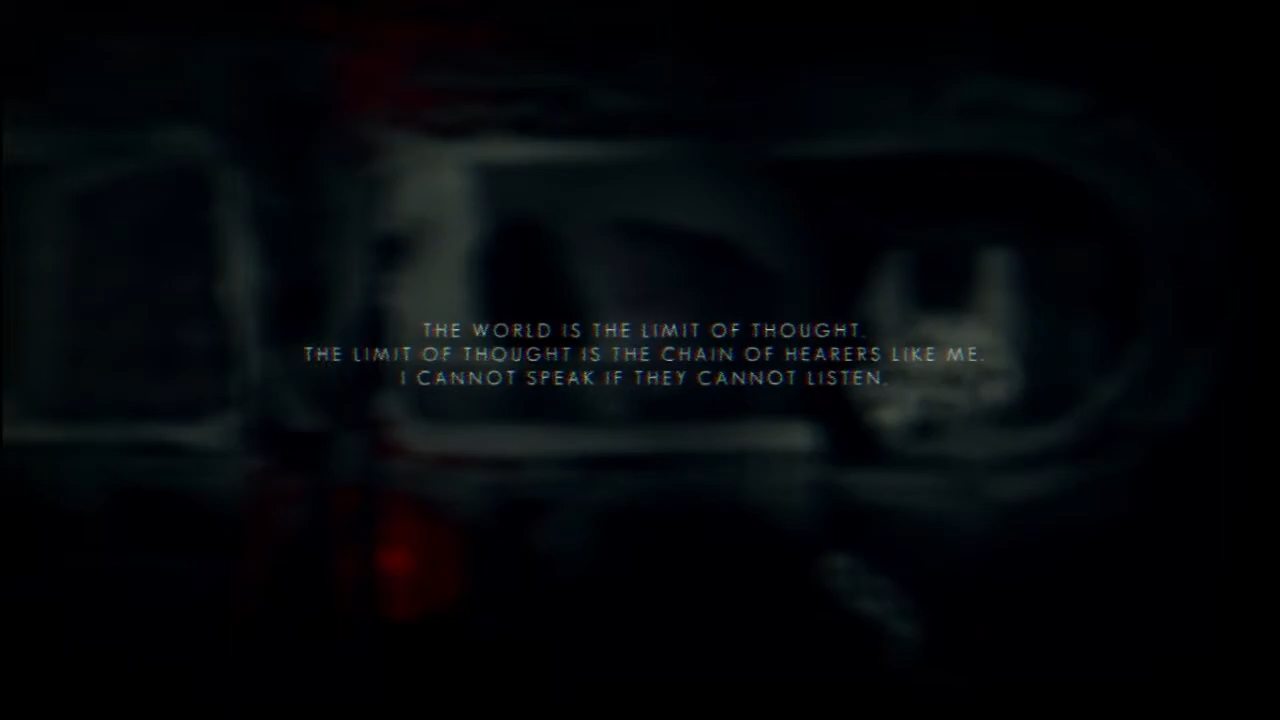 THE WORLD IS THE LIMIT OF THOUGHT.
THE LIMIT OF THOUGHT IS THE CHAIN OF HEARERS LIKE ME.
I CANNOT SPEAK IF THEY CANNOT LISTEN.